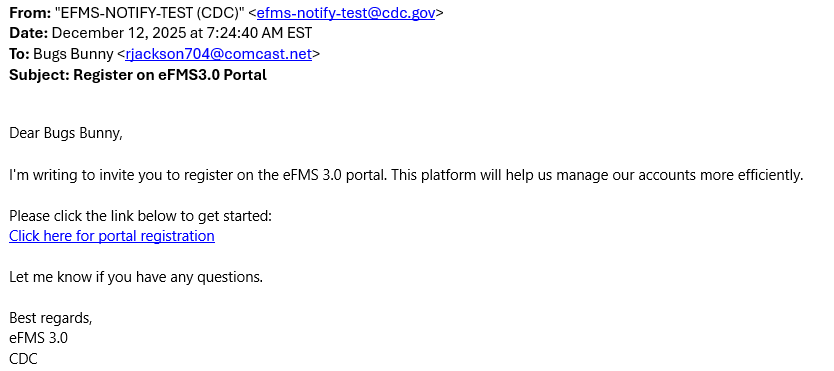 From: "EFMS-NOTIFY-TEST (CDC)" <efms-notify-test@cdc.gov>
Date: December 12, 2025 at 7:24:40 AM EST
To: Bugs Bunny <rjackson704@comcast.net>
Subject: Register on eFMS3.0 Portal
Dear Bugs Bunny,
I'm writing to invite you to register on the eFMS 3.0 portal. This platform will help us manage our accounts more efficiently.
Please click the link below to get started:
Click here for portal registration
Let me know if you have any questions.
Best regards,
eFMS 3.0
CDC